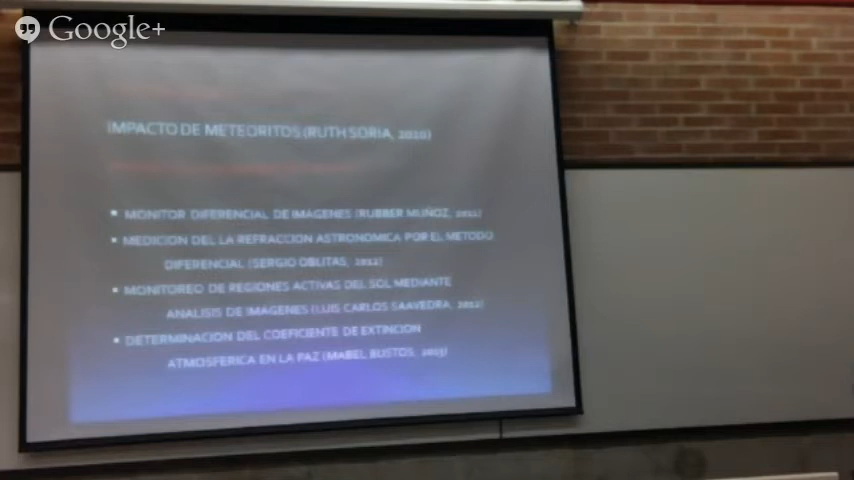 Google+
IMPACTO DE METEORITOS (RUTH SORIA, 2010)
▪ MONITOR DIFERENCIAL DE IMAGENES (RUBBER MUÑOZ, 2011)
▪ MEDICION DEL LA REFRACCION ASTRONOMICA POR EL METODO
DIFERENCIAL (SERGIO OBLITAS, 2012)
▪ MONITOREO DE REGIONES ACTIVAS DEL SOL MEDIANTE
ANALISIS DE IMAGENES (LUIS CARLOS SAAVEDRA, 2012)
▪ DETERMINACION DEL COEFICIENTE DE EXTINCION
ATMOSFERICA EN LA PAZ (MABEL BUSTOS, 2013)